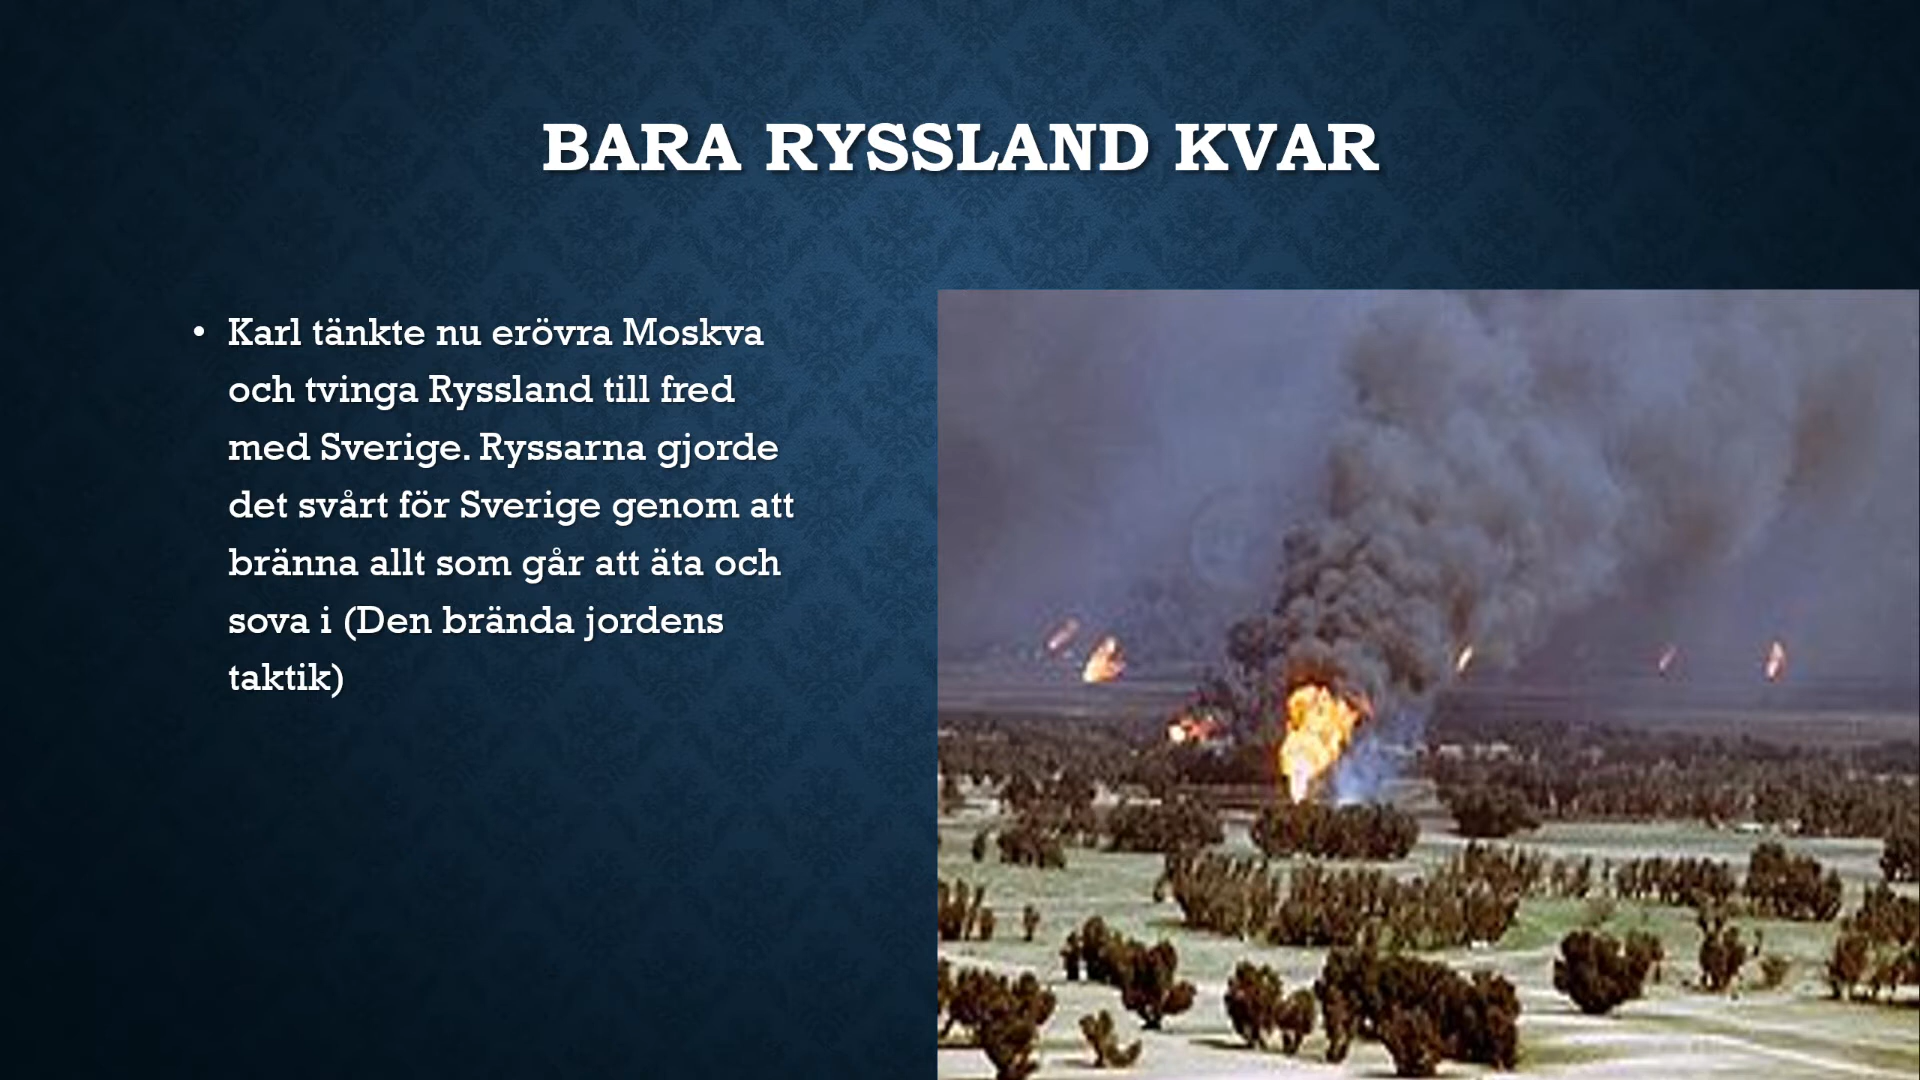 BARA RYSSLAND KVAR
• Karl tänkte nu erövra Moskva
och tvinga Ryssland till fred
med Sverige. Ryssarna gjorde
det svårt för Sverige genom att
bränna allt som går att äta och
sova i (Den brända jordens
taktik)